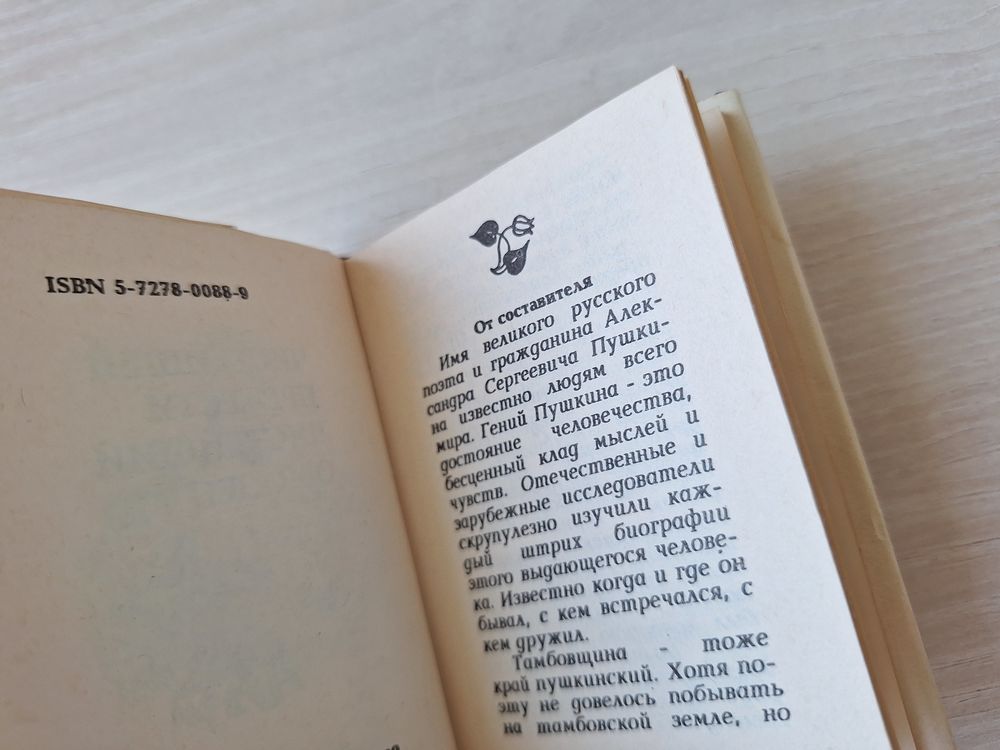 ISBN 5-7278-0088-9
От составителя
Имя великого русского
поэта и гражданина Алек-
сандра Сергеевича Пушки-
на известно людям всего
мира. Гений Пушкина - это
достояние человечества,
бесценный клад мыслей и
чувств. Отечественные и
зарубежные исследователи
скрупулезно изучили каж-
дый штрих биографии
этого выдающегося челове-
ка. Известно когда и где он
бывал, с кем встречался, с
кем дружил.
Тамбовщина - тоже
край пушкинский. Хотя по-
эту не довелось побывать
на тамбовской земле, но